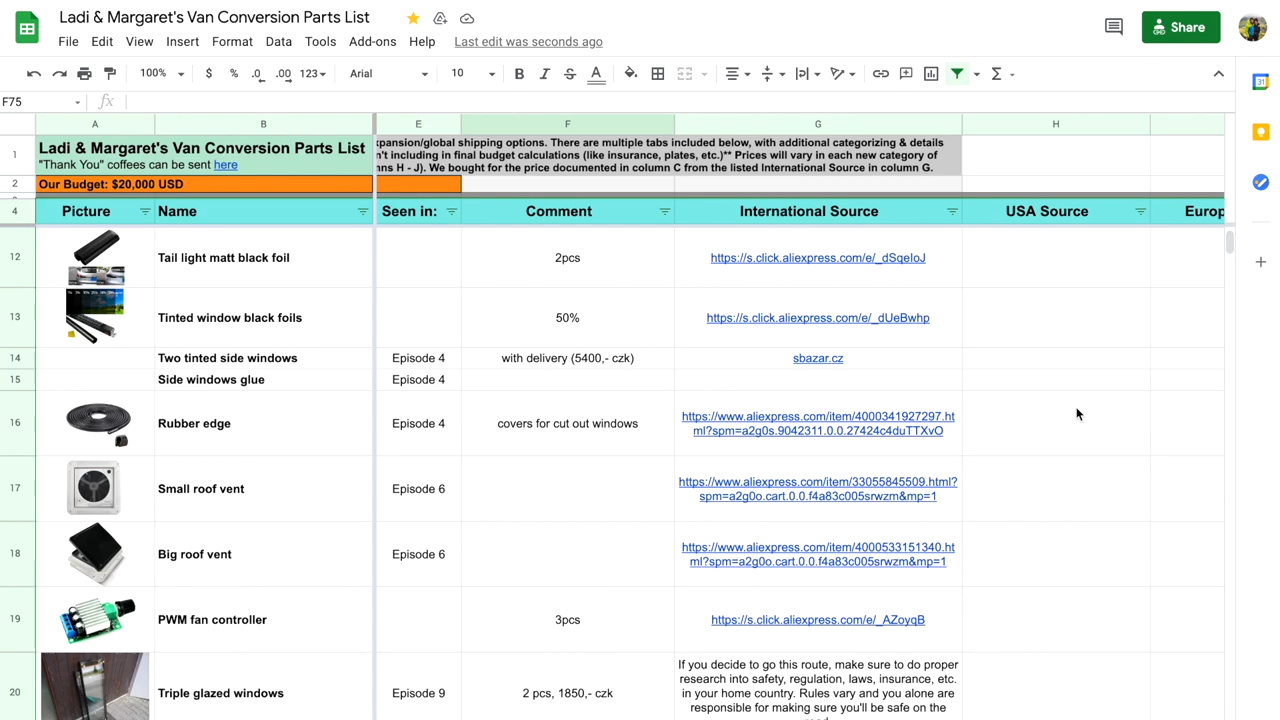 Ladi & Margaret's Van Conversion Parts List
File Edit View Insert Format Data Tools Add-ons Help Last edit was seconds ago
Share
100% $ % .0 .00 123 Arial 10 B I S A Σ
31
F75 fx
A B E F G H
1 Ladi & Margaret's Van Conversion Parts List
"Thank You" coffees can be sent here
xpansion/global shipping options. There are multiple tabs included below, with additional categorizing & details
n't including in final budget calculations (like insurance, plates, etc.)** Prices will vary in each new category of
nns H - J). We bought for the price documented in column C from the listed International Source in column G.
2 Our Budget: $20,000 USD
4 Picture Name Seen in: Comment International Source USA Source Europ
12 Tail light matt black foil 2pcs https://s.click.aliexpress.com/e/_dSqeIoJ
13 Tinted window black foils 50% https://s.click.aliexpress.com/e/_dUeBwhp
14 Two tinted side windows Episode 4 with delivery (5400,- czk) sbazar.cz
15 Side windows glue Episode 4
16 Rubber edge Episode 4 covers for cut out windows https://www.aliexpress.com/item/4000341927297.ht
ml?spm=a2g0s.9042311.0.0.27424c4duTTXvO
17 Small roof vent Episode 6 https://www.aliexpress.com/item/33055845509.html?
spm=a2g0o.cart.0.0.f4a83c005srwzm&mp=1
18 Big roof vent Episode 6 https://www.aliexpress.com/item/4000533151340.ht
ml?spm=a2g0o.cart.0.0.f4a83c005srwzm&mp=1
19 PWM fan controller 3pcs https://s.click.aliexpress.com/e/_AZoyqB
20 Triple glazed windows Episode 9 2 pcs, 1850,- czk If you decide to go this route, make sure to do proper
research into safety, regulation, laws, insurance, etc.
in your home country. Rules vary and you alone are
responsible for making sure you'll be safe on the